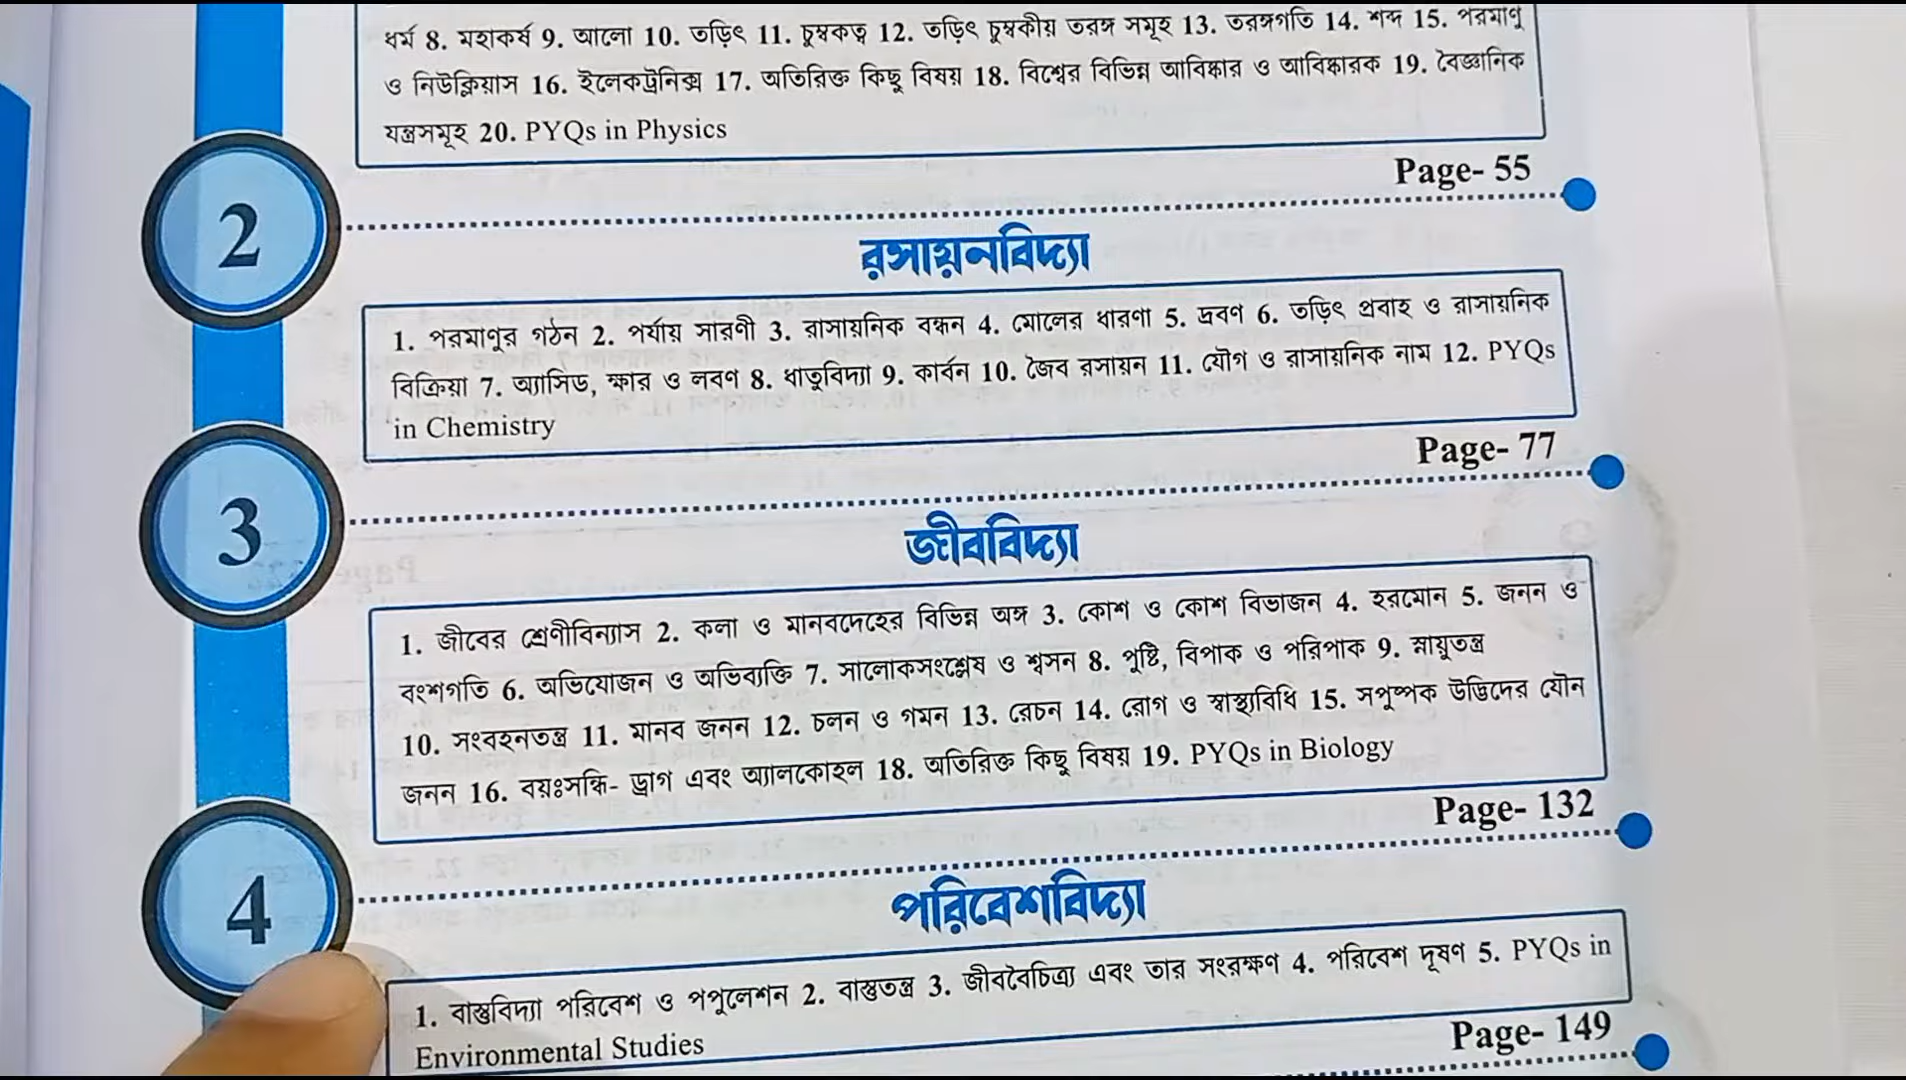 ধর্ম 8. মহাকর্ষ 9. আলো 10. তড়িৎ 11. চুম্বকত্ব 12. তড়িৎ চুম্বকীয় তরঙ্গ সমূহ 13. তরঙ্গগতি 14. শব্দ 15. পরমাণু
ও নিউক্লিয়াস 16. ইলেকট্রনিক্স 17. অতিরিক্ত কিছু বিষয় 18. বিশ্বের বিভিন্ন আবিষ্কার ও আবিষ্কারক 19. বৈজ্ঞানিক
যন্ত্রসমূহ 20. PYQs in Physics
Page- 55
2
রসায়নবিদ্যা
1. পরমাণুর গঠন 2. পর্যায় সারণী 3. রাসায়নিক বন্ধন 4. মোলের ধারণা 5. দ্রবণ 6. তড়িৎ প্রবাহ ও রাসায়নিক
বিক্রিয়া 7. অ্যাসিড, ক্ষার ও লবণ 8. ধাতুবিদ্যা 9. কার্বন 10. জৈব রসায়ন 11. যৌগ ও রাসায়নিক নাম 12. PYQs
in Chemistry
Page- 77
3
জীববিদ্যা
1. জীবের শ্রেণীবিন্যাস 2. কলা ও মানবদেহের বিভিন্ন অঙ্গ 3. কোশ ও কোশ বিভাজন 4. হরমোন 5. জনন ও
বংশগতি 6. অভিযোজন ও অভিব্যক্তি 7. সালোকসংশ্লেষ ও শ্বসন 8. পুষ্টি, বিপাক ও পরিপাক 9. স্নায়ুতন্ত্র
10. সংবহনতন্ত্র 11. মানব জনন 12. চলন ও গমন 13. রেচন 14. রোগ ও স্বাস্থ্যবিধি 15. সপুষ্পক উদ্ভিদের যৌন
জনন 16. বয়ঃসন্ধি- ড্রাগ এবং অ্যালকোহল 18. অতিরিক্ত কিছু বিষয় 19. PYQs in Biology
Page- 132
4
পরিবেশবিদ্যা
1. বাস্তুবিদ্যা পরিবেশ ও পপুলেশন 2. বাস্তুতন্ত্র 3. জীববৈচিত্র্য এবং তার সংরক্ষণ 4. পরিবেশ দূষণ 5. PYQs in
Environmental Studies
Page- 149